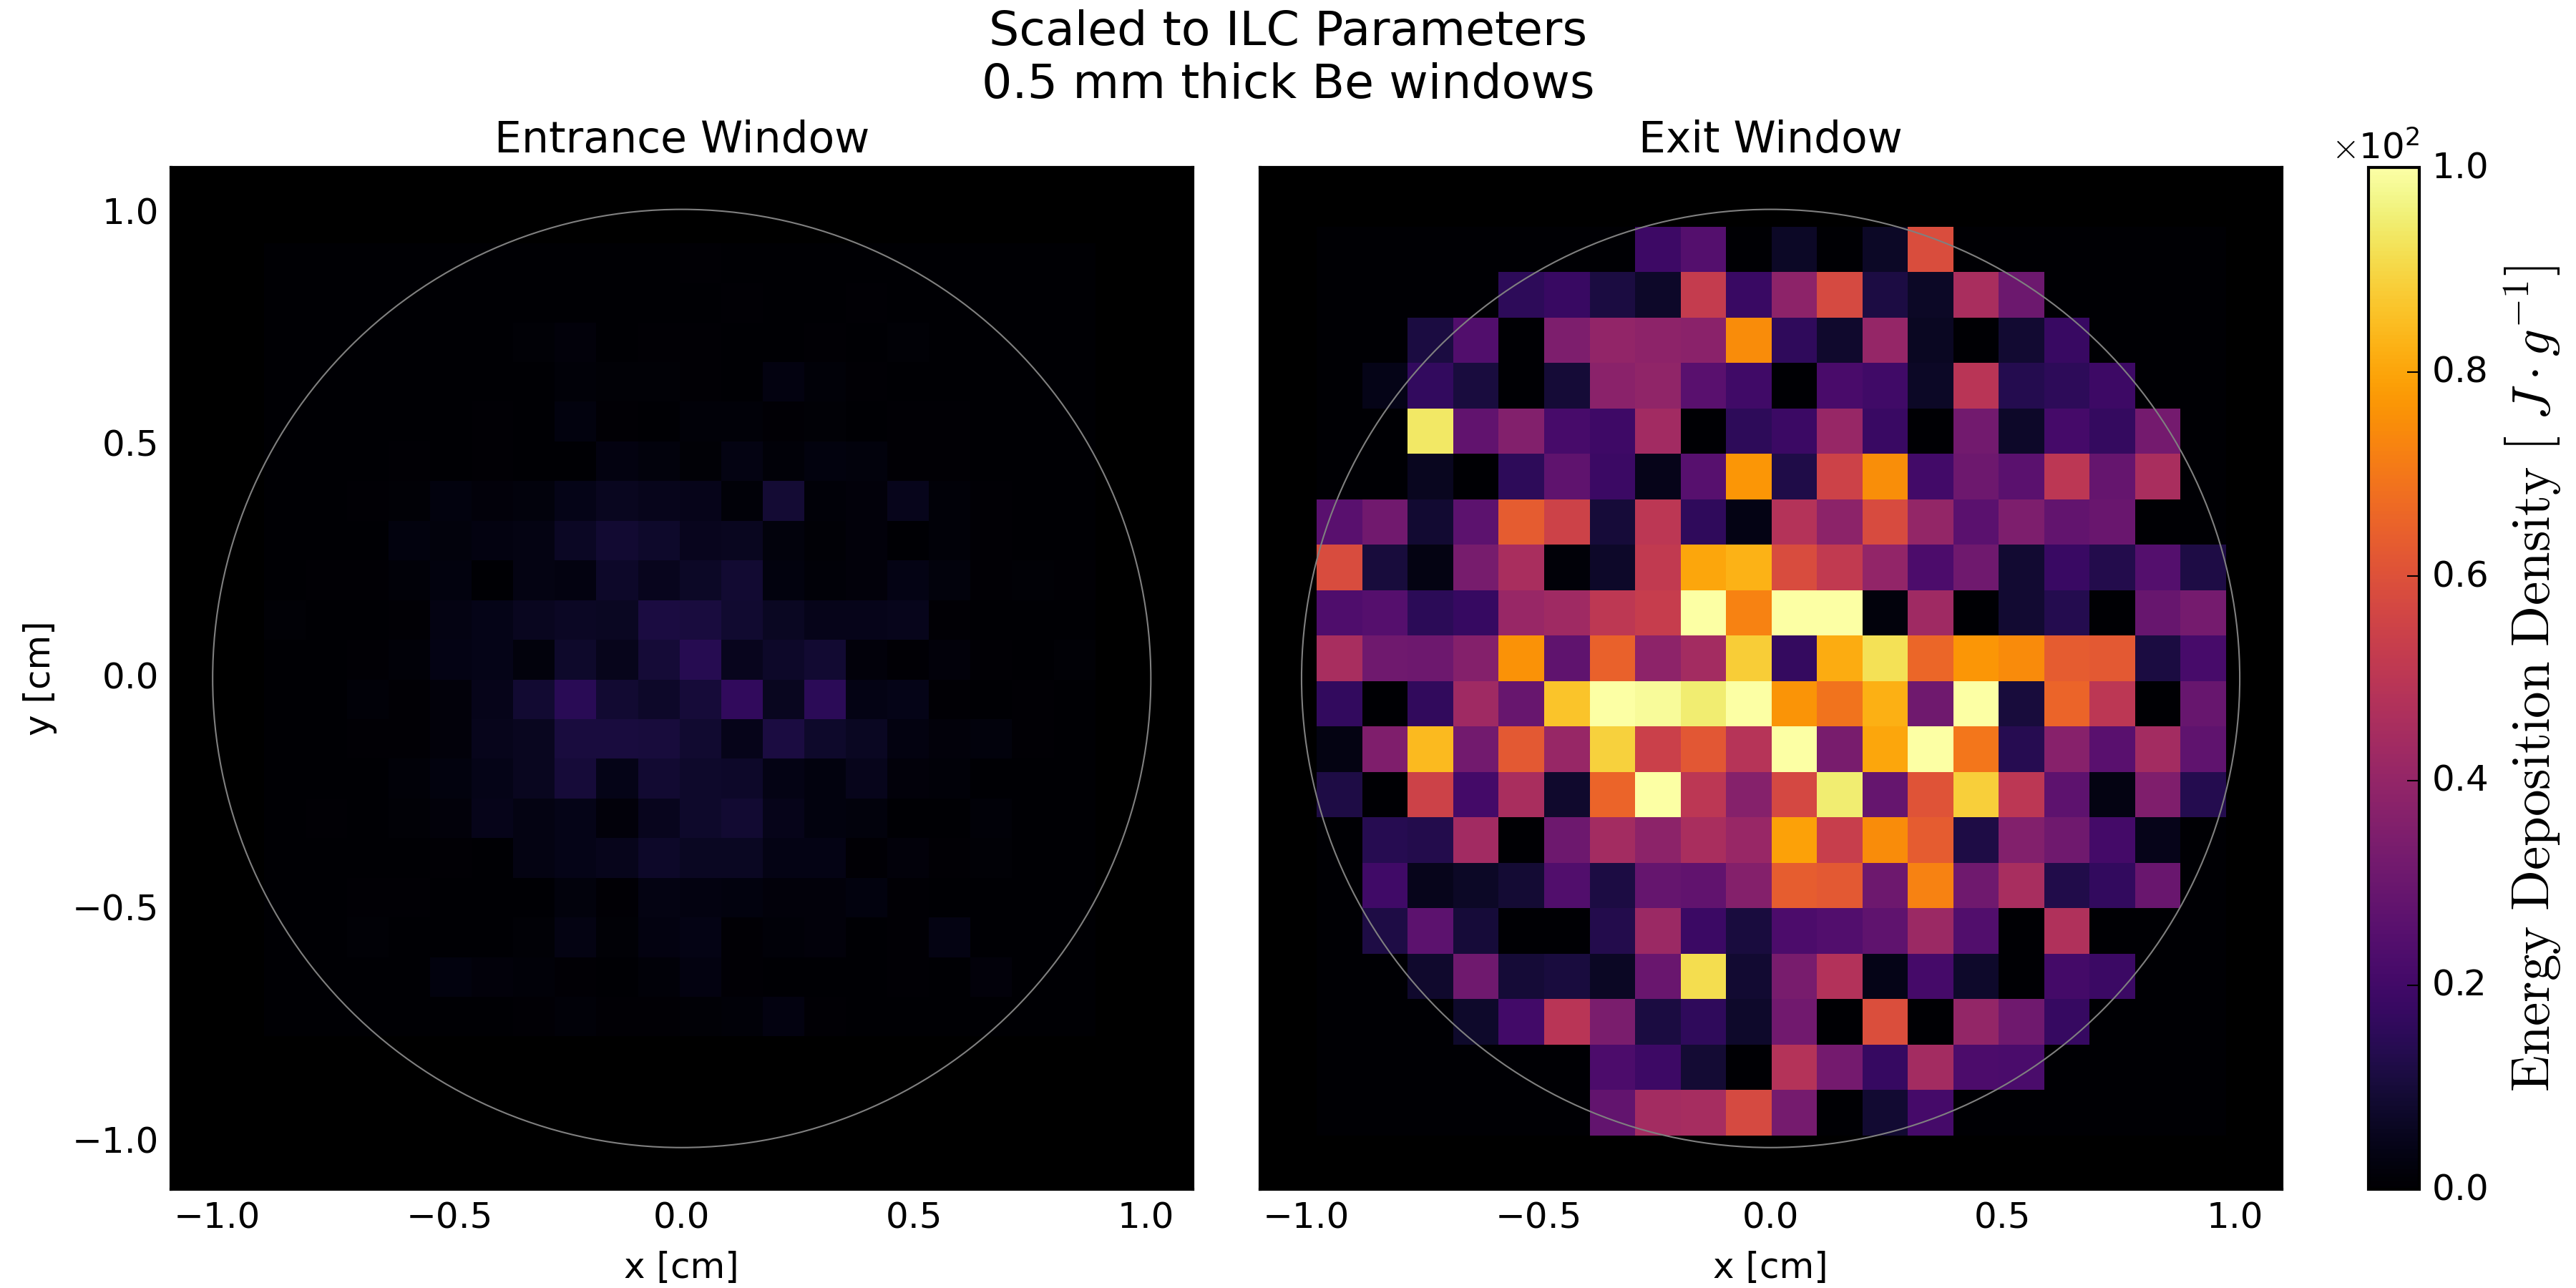 Scaled to ILC Parameters
0.5 mm thick Be windows
Entrance Window
Exit Window
×10²
1.0
0.5
0.0
−0.5
−1.0
y [cm]
−1.0 −0.5 0.0 0.5 1.0
x [cm]
−1.0 −0.5 0.0 0.5 1.0
x [cm]
1.0
0.8
0.6
0.4
0.2
0.0
Energy Deposition Density [ J · g⁻¹]